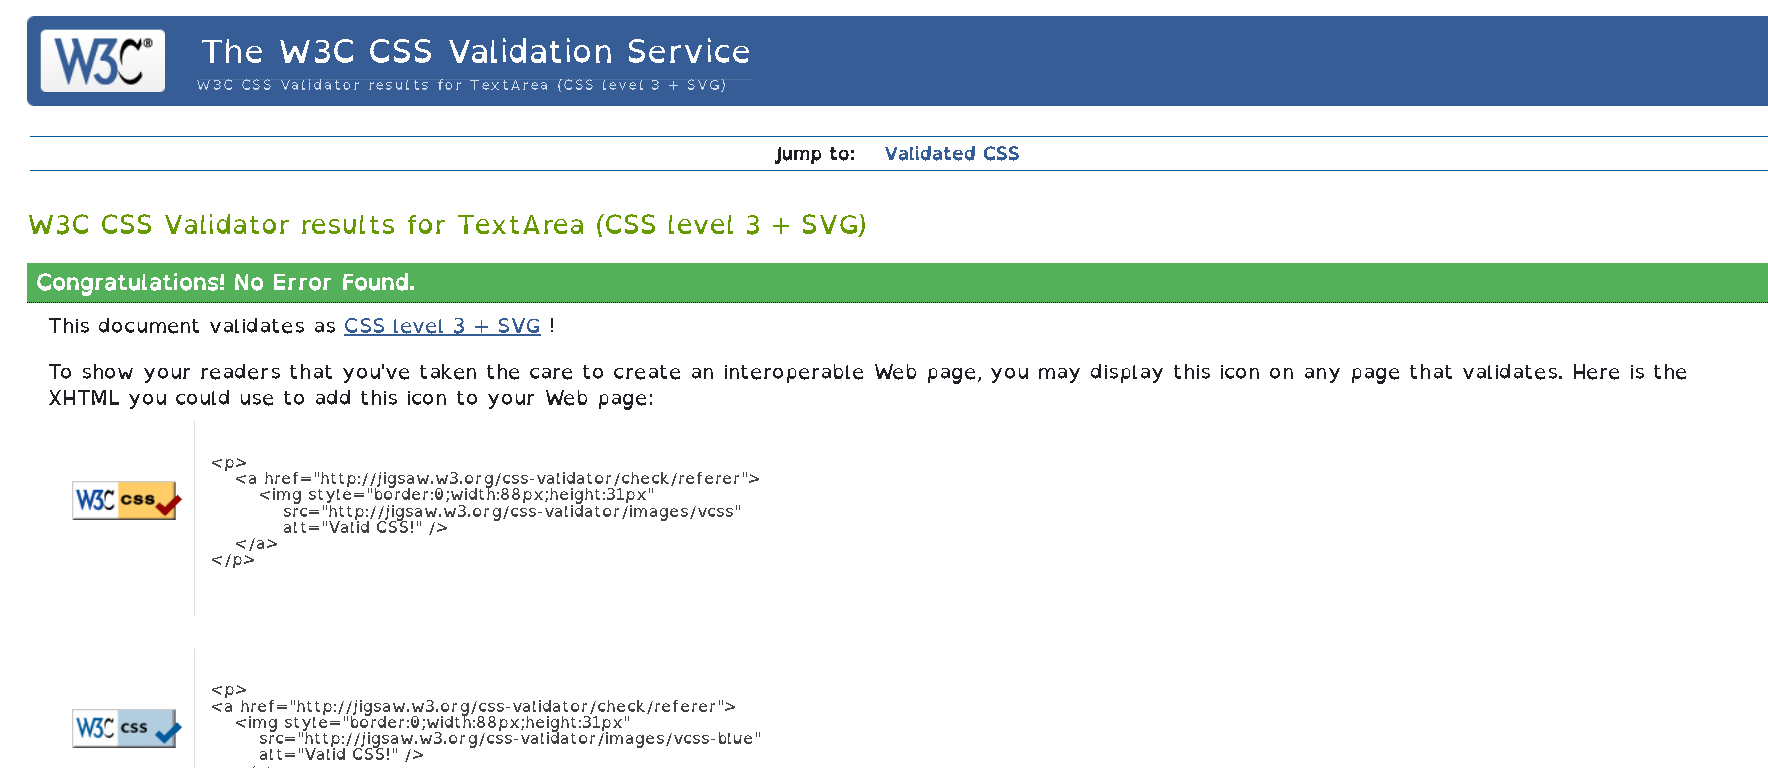 W3C®
The W3C CSS Validation Service
W3C CSS Validator results for TextArea (CSS level 3 + SVG)
Jump to: Validated CSS
W3C CSS Validator results for TextArea (CSS level 3 + SVG)
Congratulations! No Error Found.
This document validates as CSS level 3 + SVG !
To show your readers that you've taken the care to create an interoperable Web page, you may display this icon on any page that validates. Here is the
XHTML you could use to add this icon to your Web page:
W3C css
<p>
<a href="http://jigsaw.w3.org/css-validator/check/referer">
<img style="border:0;width:88px;height:31px"
src="http://jigsaw.w3.org/css-validator/images/vcss"
alt="Valid CSS!" />
</a>
</p>
W3C css
<p>
<a href="http://jigsaw.w3.org/css-validator/check/referer">
<img style="border:0;width:88px;height:31px"
src="http://jigsaw.w3.org/css-validator/images/vcss-blue"
alt="Valid CSS!" />